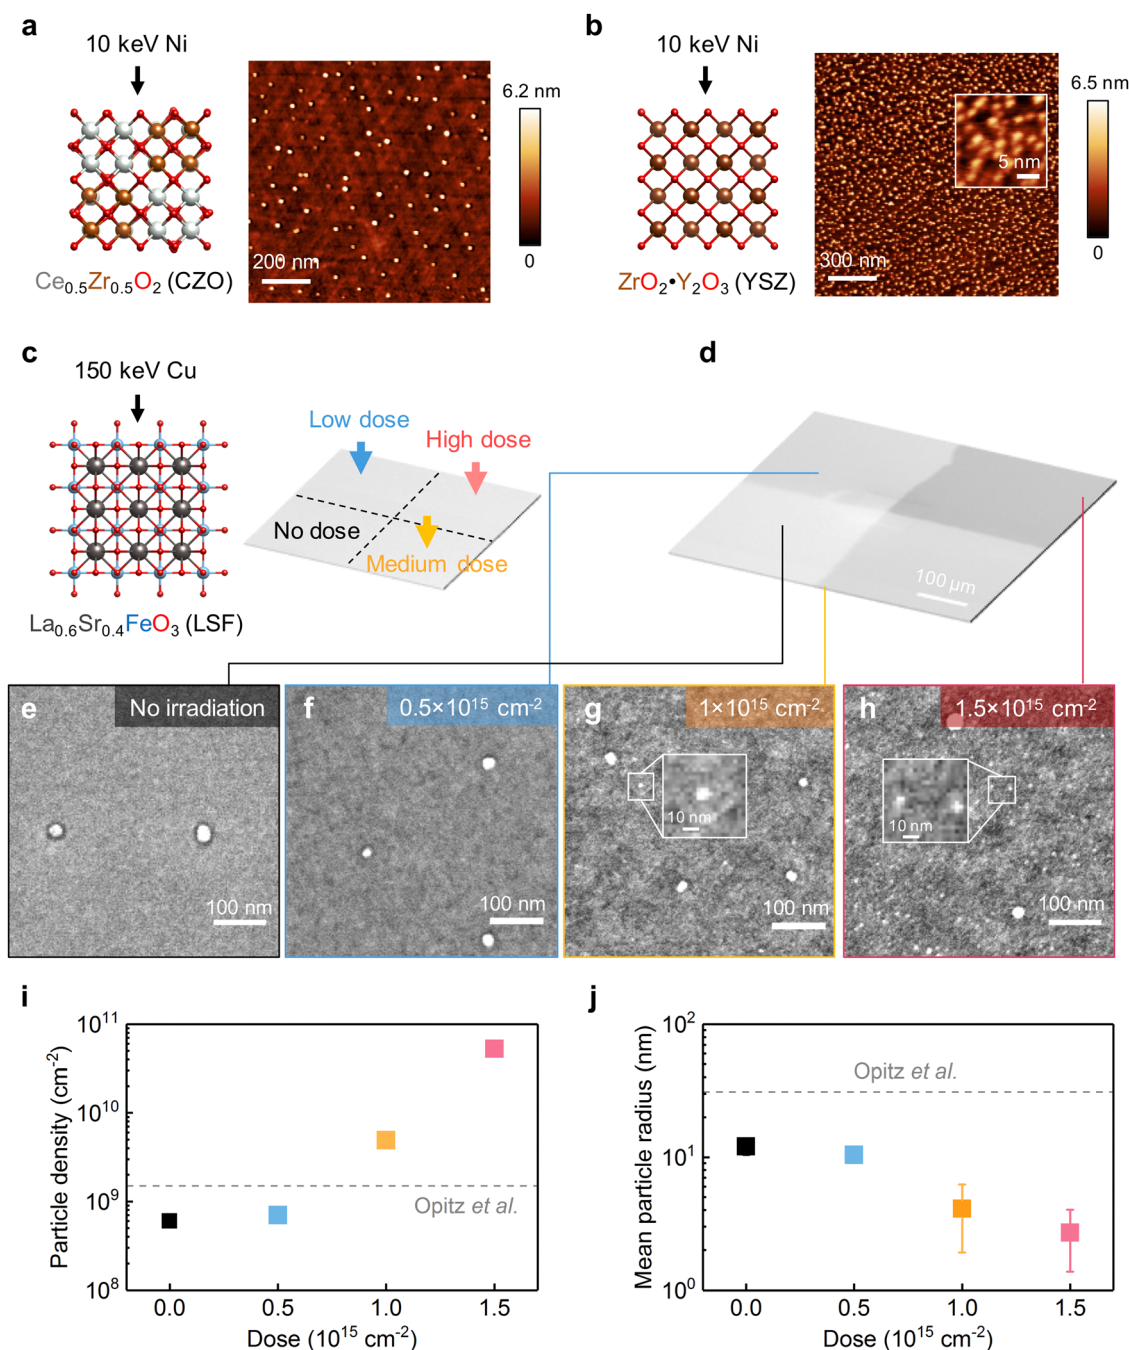 a
10 keV Ni
6.2 nm
0
200 nm
Ce0.5Zr0.5O2 (CZO)
b
10 keV Ni
6.5 nm
0
5 nm
300 nm
ZrO2•Y2O3 (YSZ)
c
150 keV Cu
Low dose
High dose
No dose
Medium dose
La0.6Sr0.4FeO3 (LSF)
d
100 µm
e
No irradiation
100 nm
f
0.5×10^15 cm^-2
100 nm
g
1×10^15 cm^-2
10 nm
100 nm
h
1.5×10^15 cm^-2
10 nm
100 nm
i
Particle density (cm^-2)
10^11
10^10
10^9
10^8
Opitz et al.
0.0 0.5 1.0 1.5
Dose (10^15 cm^-2)
j
Mean particle radius (nm)
10^2
10^1
10^0
Opitz et al.
0.0 0.5 1.0 1.5
Dose (10^15 cm^-2)